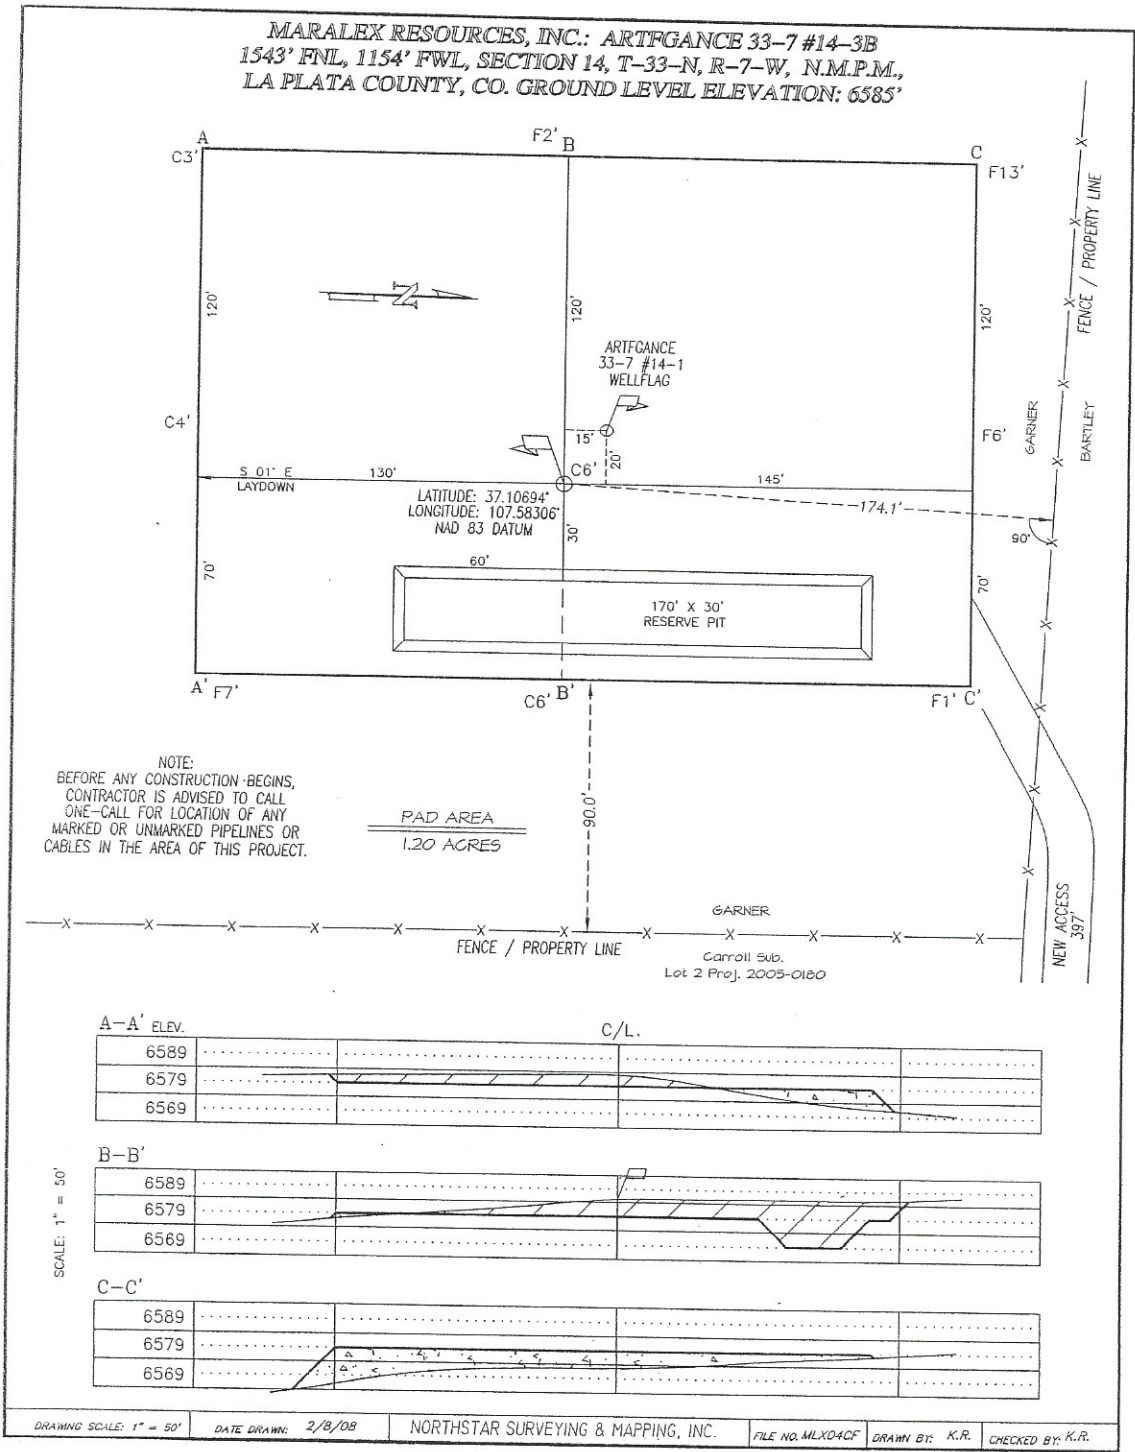 MARALEX RESOURCES, INC.: ARTFGANCE 33-7 #14-3B
1543' FNL, 1154' FWL, SECTION 14, T-33-N, R-7-W, N.M.P.M.,
LA PLATA COUNTY, CO. GROUND LEVEL ELEVATION: 6585'
A
C3'
F2'
B
C
F13'
FENCE / PROPERTY LINE
N
120'
120'
120'
ARTFGANCE
33-7 #14-1
WELLFLAG
C4'
15'
20'
F6'
GARNER
BARTLEY
S 01° E
LAYDOWN
130'
C6'
145'
LATITUDE: 37.10694°
LONGITUDE: 107.58306°
NAD 83 DATUM
174.1'
90°
30'
60'
70'
170' X 30'
RESERVE PIT
70'
A'
F7'
C6'
B'
F1'
C'
NOTE:
BEFORE ANY CONSTRUCTION BEGINS,
CONTRACTOR IS ADVISED TO CALL
ONE-CALL FOR LOCATION OF ANY
MARKED OR UNMARKED PIPELINES OR
CABLES IN THE AREA OF THIS PROJECT.
PAD AREA
1.20 ACRES
90.0'
NEW ACCESS
397'
GARNER
FENCE / PROPERTY LINE
Carroll Sub.
Lot 2 Proj. 2005-0180
A-A' ELEV.
C/L.
6589
6579
6569
B-B'
6589
6579
6569
SCALE: 1" = 50'
C-C'
6589
6579
6569
DRAWING SCALE: 1" = 50'
DATE DRAWN: 2/8/08
NORTHSTAR SURVEYING & MAPPING, INC.
FILE NO. MLX04CF
DRAWN BY: K.R.
CHECKED BY: K.R.